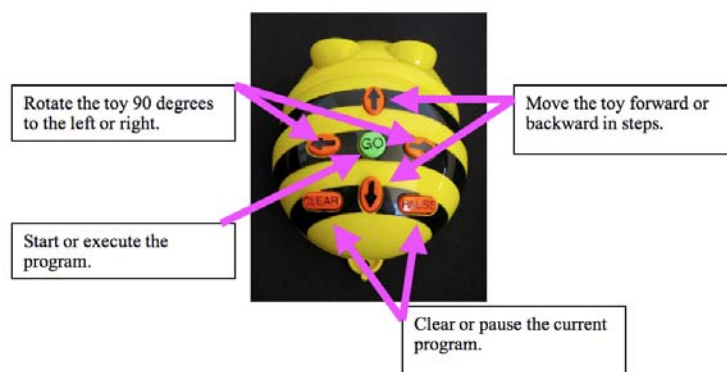 Rotate the toy 90 degrees
to the left or right.
Move the toy forward or
backward in steps.
GO
CLEAR
PAUSE
Start or execute the
program.
Clear or pause the current
program.